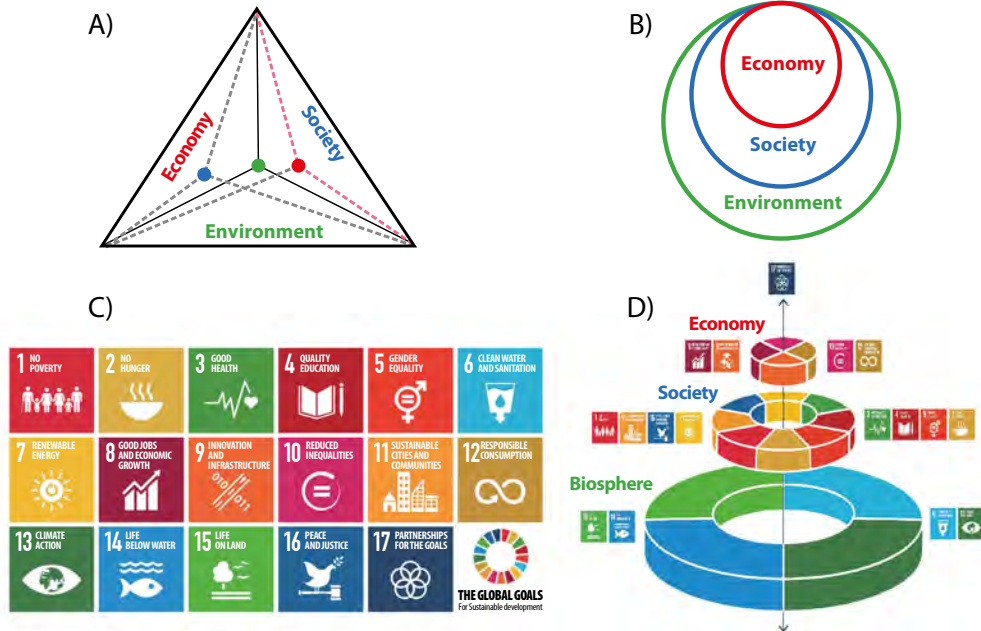 A)
Economy
Society
Environment
B)
Economy
Society
Environment
C)
1 NO
POVERTY
2 NO
HUNGER
3 GOOD
HEALTH
4 QUALITY
EDUCATION
5 GENDER
EQUALITY
6 CLEAN WATER
AND SANITATION
7 RENEWABLE
ENERGY
8 GOOD JOBS
AND ECONOMIC
GROWTH
9 INNOVATION
AND
INFRASTRUCTURE
10 REDUCED
INEQUALITIES
11 SUSTAINABLE
CITIES AND
COMMUNITIES
12 RESPONSIBLE
CONSUMPTION
13 CLIMATE
ACTION
14 LIFE
BELOW WATER
15 LIFE
ON LAND
16 PEACE
AND JUSTICE
17 PARTNERSHIPS
FOR THE GOALS
THE GLOBAL GOALS
For Sustainable development
D)
Economy
Society
Biosphere